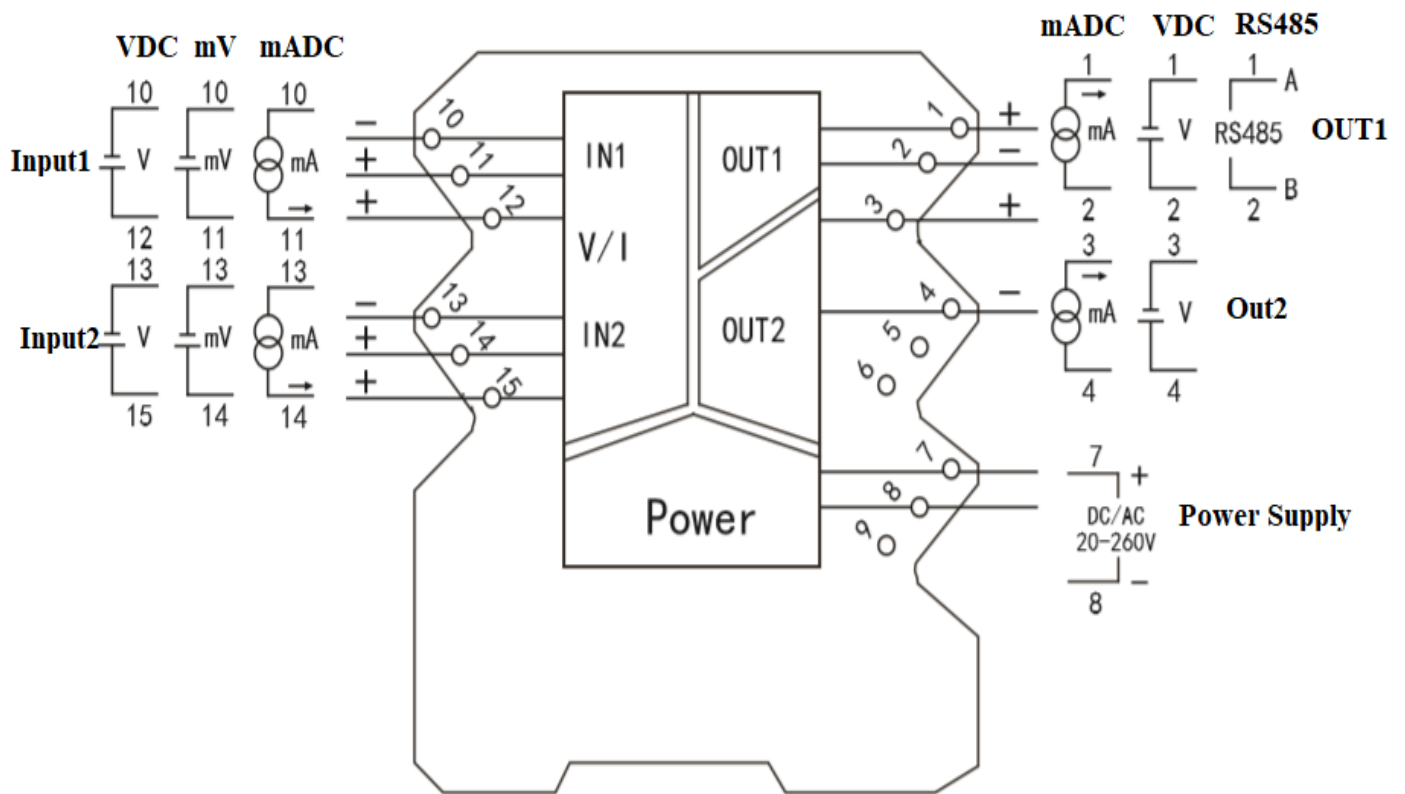 VDC mV mADC
10 10 10
Input1 V mV mA
12 11 11
13 13 13
Input2 V mV mA
15 14 14
− 10
+ 11
+ 12
− 13
+ 14
+ 15
IN1
V/I
IN2
OUT1
OUT2
Power
1 +
2 −
3 +
4 −
5
6
7
8
9
mADC VDC RS485
1 1 1 A
mA V RS485 OUT1
2 2 2 B
3 3
mA V Out2
4 4
7 +
DC/AC
20-260V
Power Supply
8 −